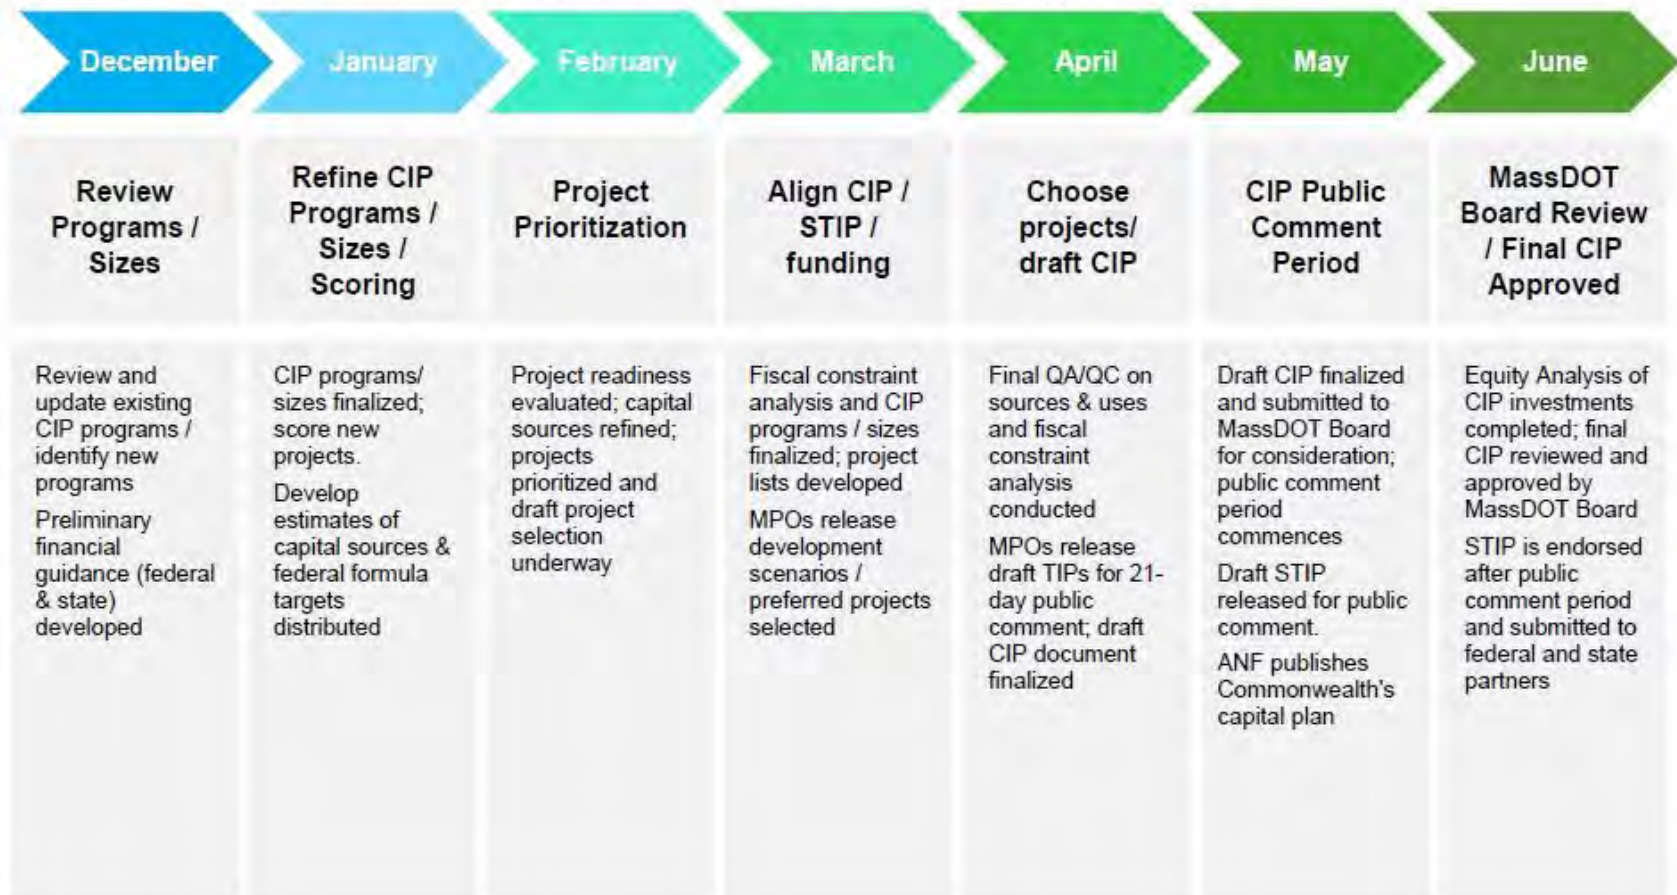 December
January
February
March
April
May
June
Review
Programs /
Sizes
Refine CIP
Programs /
Sizes /
Scoring
Project
Prioritization
Align CIP /
STIP /
funding
Choose
projects/
draft CIP
CIP Public
Comment
Period
MassDOT
Board Review
/ Final CIP
Approved
Review and
update existing
CIP programs /
identify new
programs
Preliminary
financial
guidance (federal
& state)
developed
CIP programs/
sizes finalized;
score new
projects.
Develop
estimates of
capital sources &
federal formula
targets
distributed
Project readiness
evaluated; capital
sources refined;
projects
prioritized and
draft project
selection
underway
Fiscal constraint
analysis and CIP
programs / sizes
finalized; project
lists developed
MPOs release
development
scenarios /
preferred projects
selected
Final QA/QC on
sources & uses
and fiscal
constraint
analysis
conducted
MPOs release
draft TIPs for 21-
day public
comment; draft
CIP document
finalized
Draft CIP finalized
and submitted to
MassDOT Board
for consideration;
public comment
period
commences
Draft STIP
released for public
comment.
ANF publishes
Commonwealth's
capital plan
Equity Analysis of
CIP investments
completed; final
CIP reviewed and
approved by
MassDOT Board
STIP is endorsed
after public
comment period
and submitted to
federal and state
partners